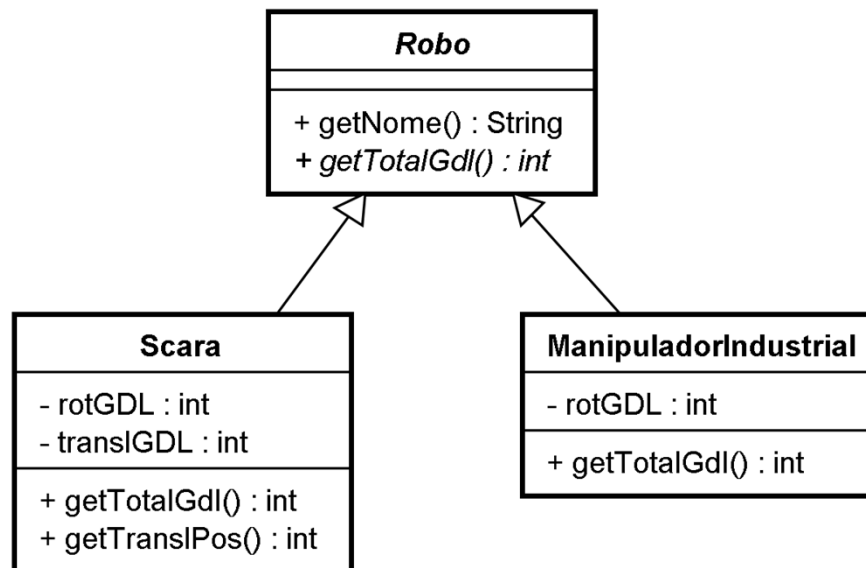 Robo
+ getNome() : String
+ getTotalGdl() : int
Scara
- rotGDL : int
- translGDL : int
+ getTotalGdl() : int
+ getTranslPos() : int
ManipuladorIndustrial
- rotGDL : int
+ getTotalGdl() : int